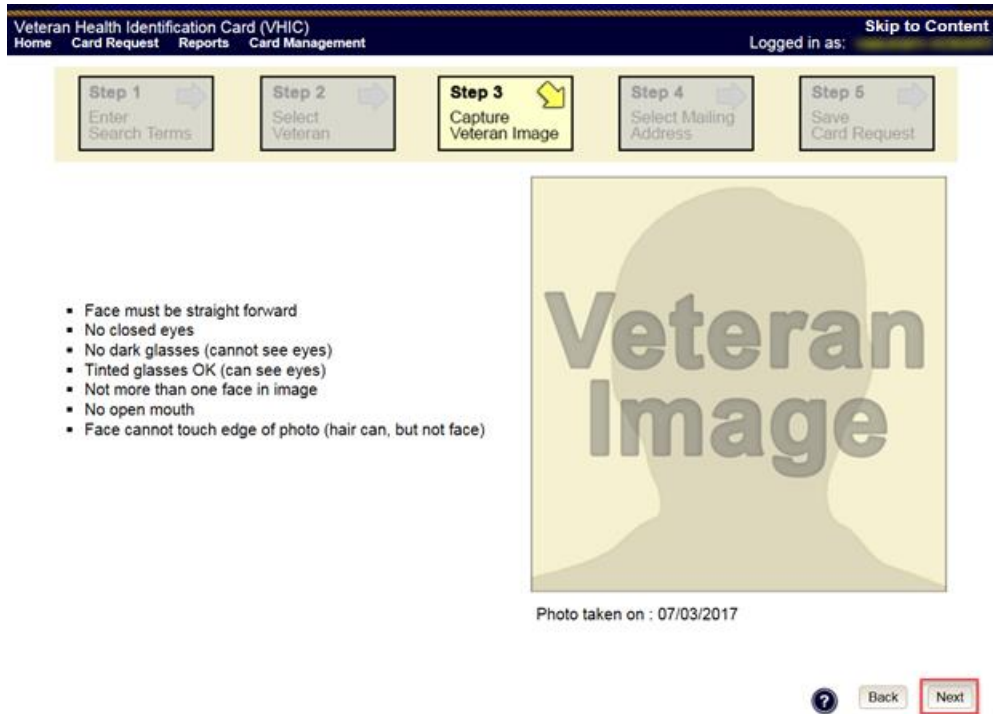 Veteran Health Identification Card (VHIC)
Skip to Content
Home Card Request Reports Card Management
Logged in as:
Step 1
Enter
Search Terms
Step 2
Select
Veteran
Step 3
Capture
Veteran Image
Step 4
Select Mailing
Address
Step 5
Save
Card Request
▪ Face must be straight forward
▪ No closed eyes
▪ No dark glasses (cannot see eyes)
▪ Tinted glasses OK (can see eyes)
▪ Not more than one face in image
▪ No open mouth
▪ Face cannot touch edge of photo (hair can, but not face)
Veteran
Image
Photo taken on : 07/03/2017
? Back Next